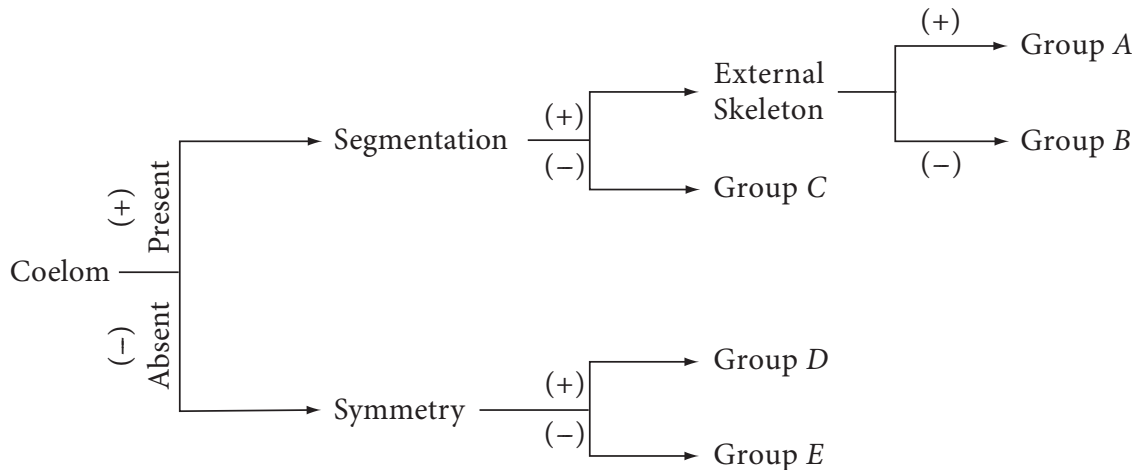 (+)
Group A
External
Skeleton
(+)
Segmentation
(−)
Group B
(−)
Group C
(+)
Present
Coelom
(−)
Absent
Group D
(+)
Symmetry
(−)
Group E